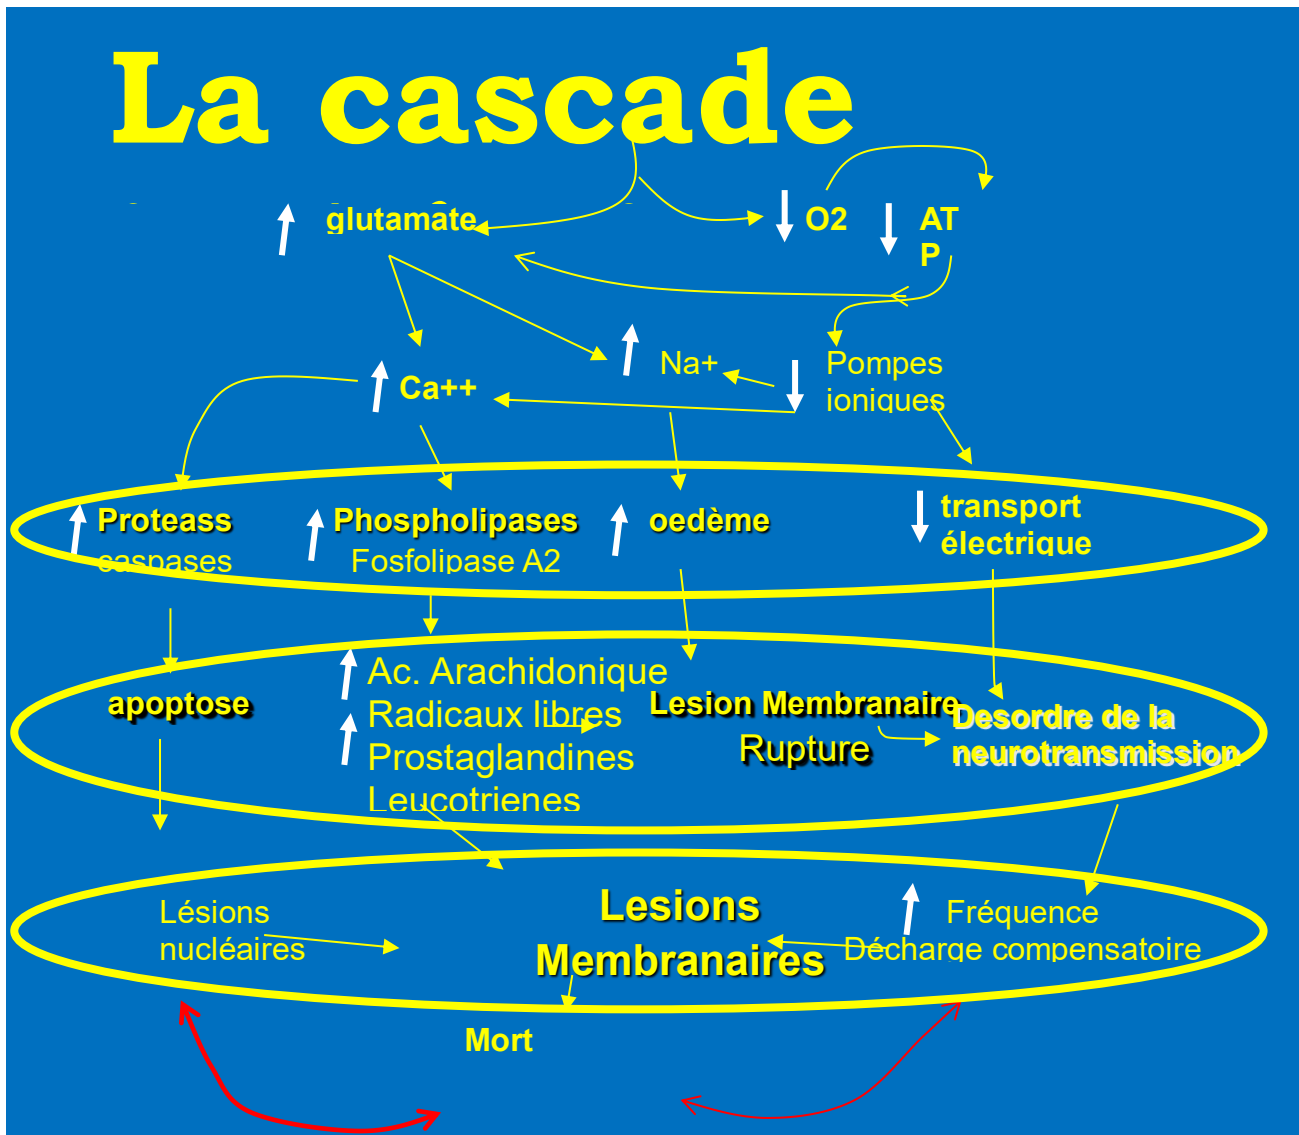 La cascade
glutamate
O2
AT
P
Na+
Pompes
ioniques
Ca++
Proteass
caspases
Phospholipases
Fosfolipase A2
oedème
transport
électrique
apoptose
Ac. Arachidonique
Radicaux libres
Prostaglandines
Leucotrienes
Lesion Membranaire
Rupture
Desordre de la
neurotransmission
Lésions
nucléaires
Lesions
Membranaires
Fréquence
Décharge compensatoire
Mort